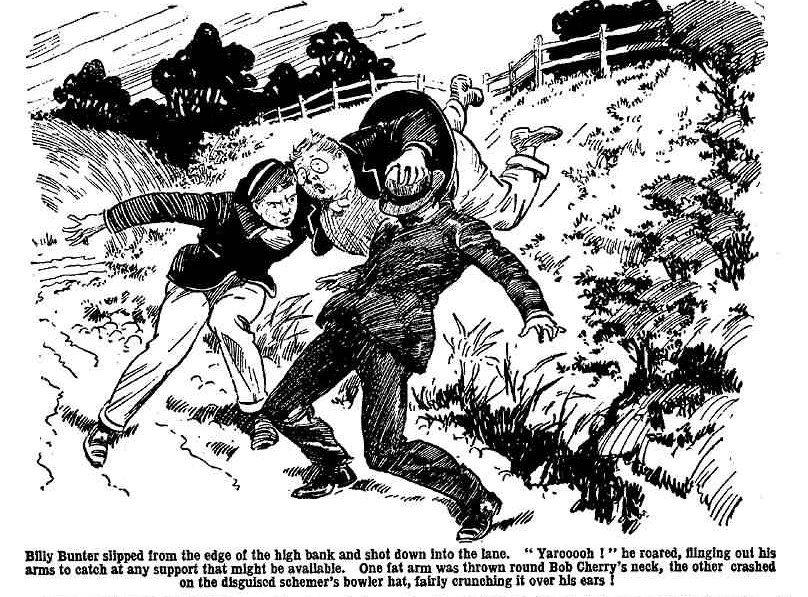 Billy Bunter slipped from the edge of the high bank and shot down into the lane. "Yarooooh!" he roared, flinging out his
arms to catch at any support that might be available. One fat arm was thrown round Bob Cherry's neck, the other crashed
on the disguised schemer's bowler hat, fairly crunching it over his ears!